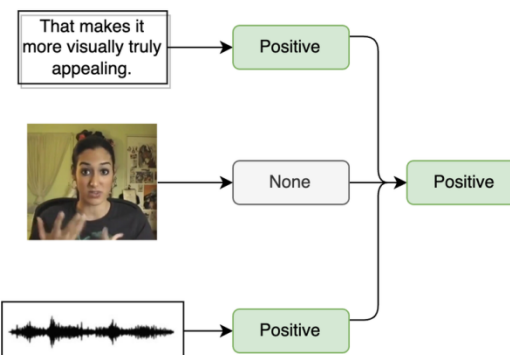 That makes it
more visually truly
appealing.
Positive
None
Positive
Positive